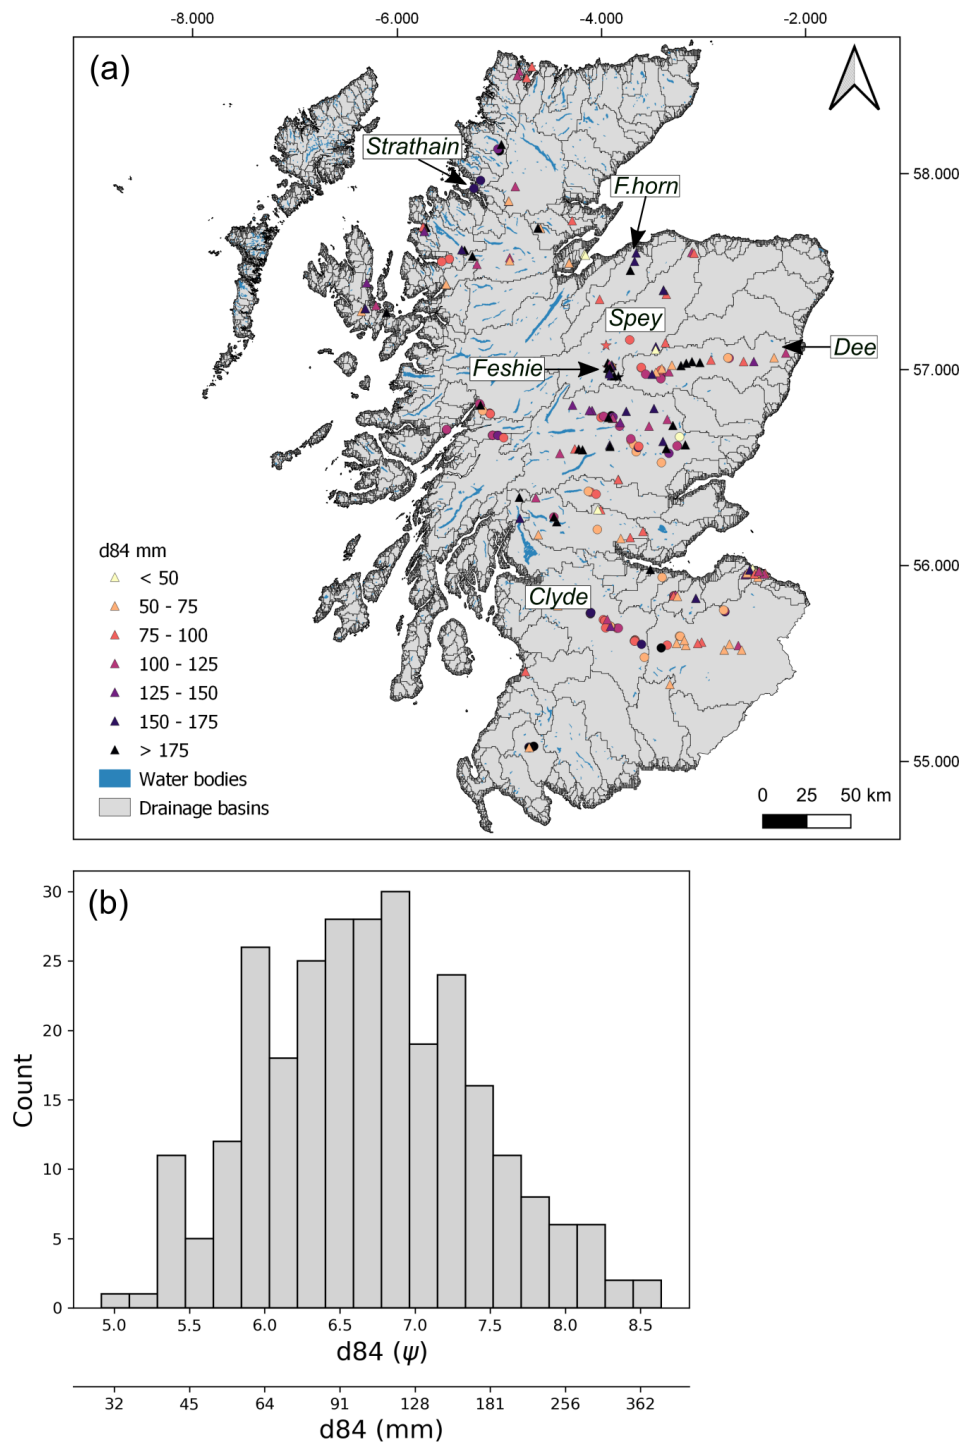 -8.000 -6.000 -4.000 -2.000
(a)
Strathain
58.000
F.horn
Spey
Dee
Feshie
57.000
d84 mm
< 50
50 - 75
75 - 100
100 - 125
125 - 150
150 - 175
> 175
Water bodies
Drainage basins
56.000
Clyde
55.000
0 25 50 km
(b)
30
25
20
15
10
5
0
Count
5.0 5.5 6.0 6.5 7.0 7.5 8.0 8.5
d84 (ψ)
32 45 64 91 128 181 256 362
d84 (mm)